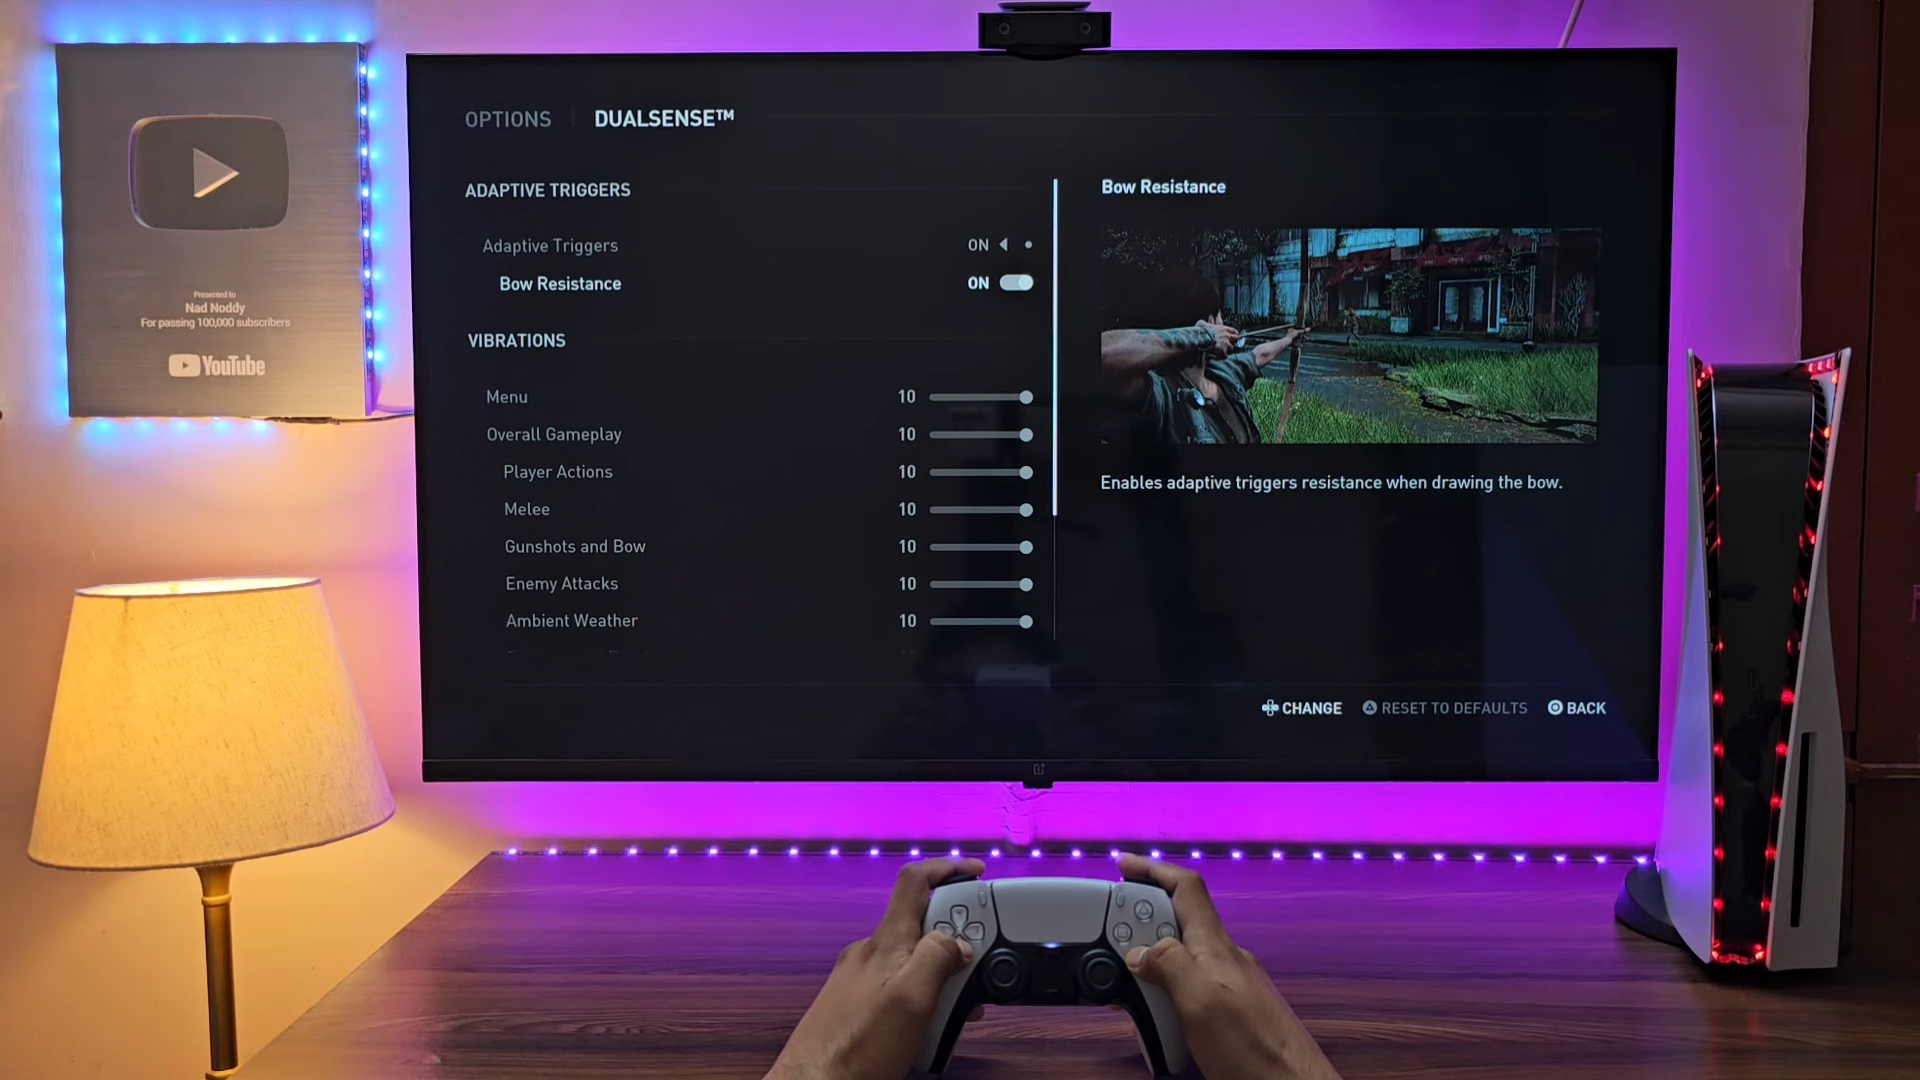 Presented to
Nad Noddy
For passing 100,000 subscribers
YouTube
OPTIONS DUALSENSE™
ADAPTIVE TRIGGERS
Adaptive Triggers ON
Bow Resistance ON
VIBRATIONS
Menu 10
Overall Gameplay 10
Player Actions 10
Melee 10
Gunshots and Bow 10
Enemy Attacks 10
Ambient Weather 10
Bow Resistance
Enables adaptive triggers resistance when drawing the bow.
CHANGE RESET TO DEFAULTS BACK